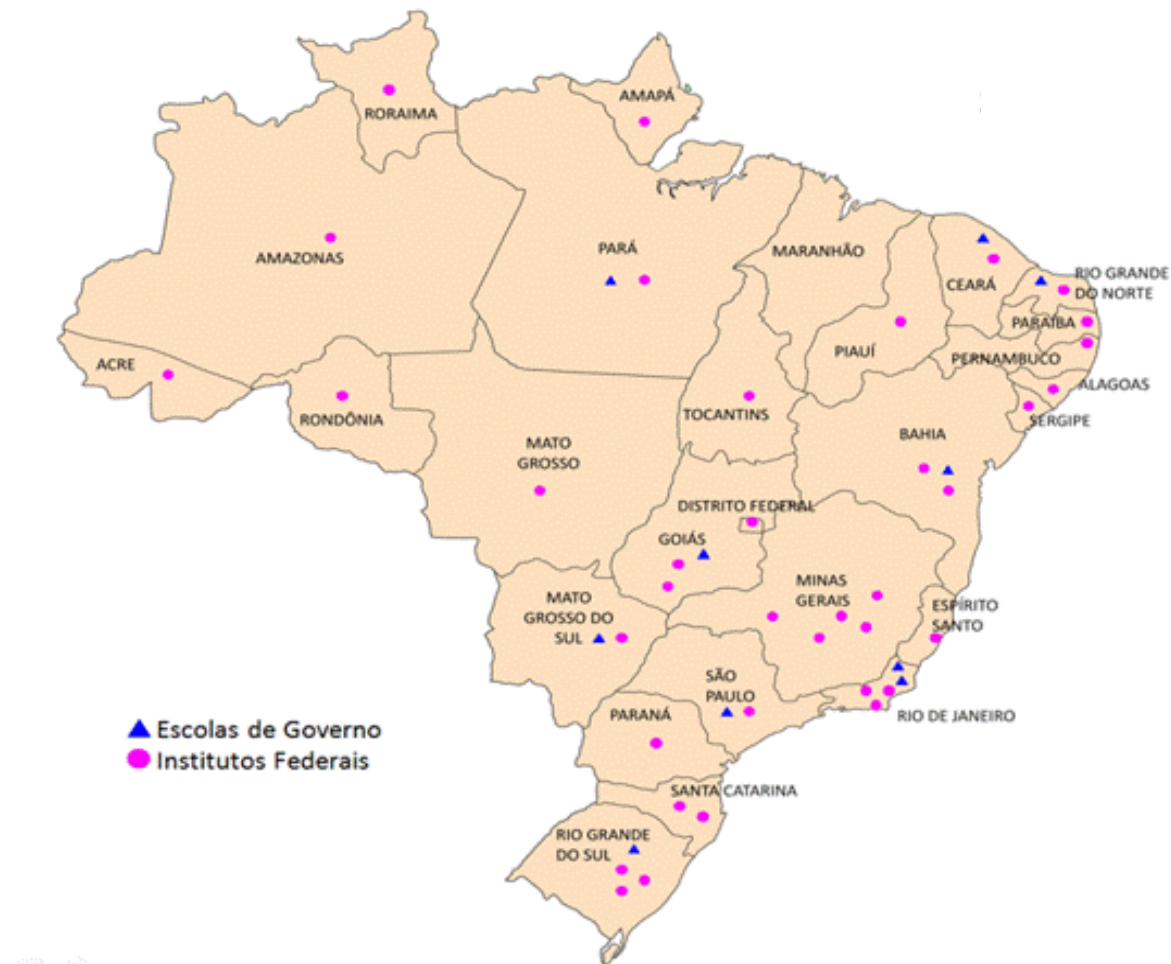 AMAPÁ
RORAIMA
PARÁ
MARANHÃO
AMAZONAS
RIO GRANDE
DO NORTE
CEARÁ
PARAÍBA
PIAUÍ
PERNAMBUCO
ACRE
ALAGOAS
TOCANTINS
RONDÔNIA
SERGIPE
BAHIA
MATO
GROSSO
DISTRITO FEDERAL
GOIÁS
MINAS
GERAIS
MATO
GROSSO DO
SUL
ESPÍRITO
SANTO
SÃO
PAULO
PARANÁ
RIO DE JANEIRO
Escolas de Governo
Institutos Federais
SANTA CATARINA
RIO GRANDE
DO SUL